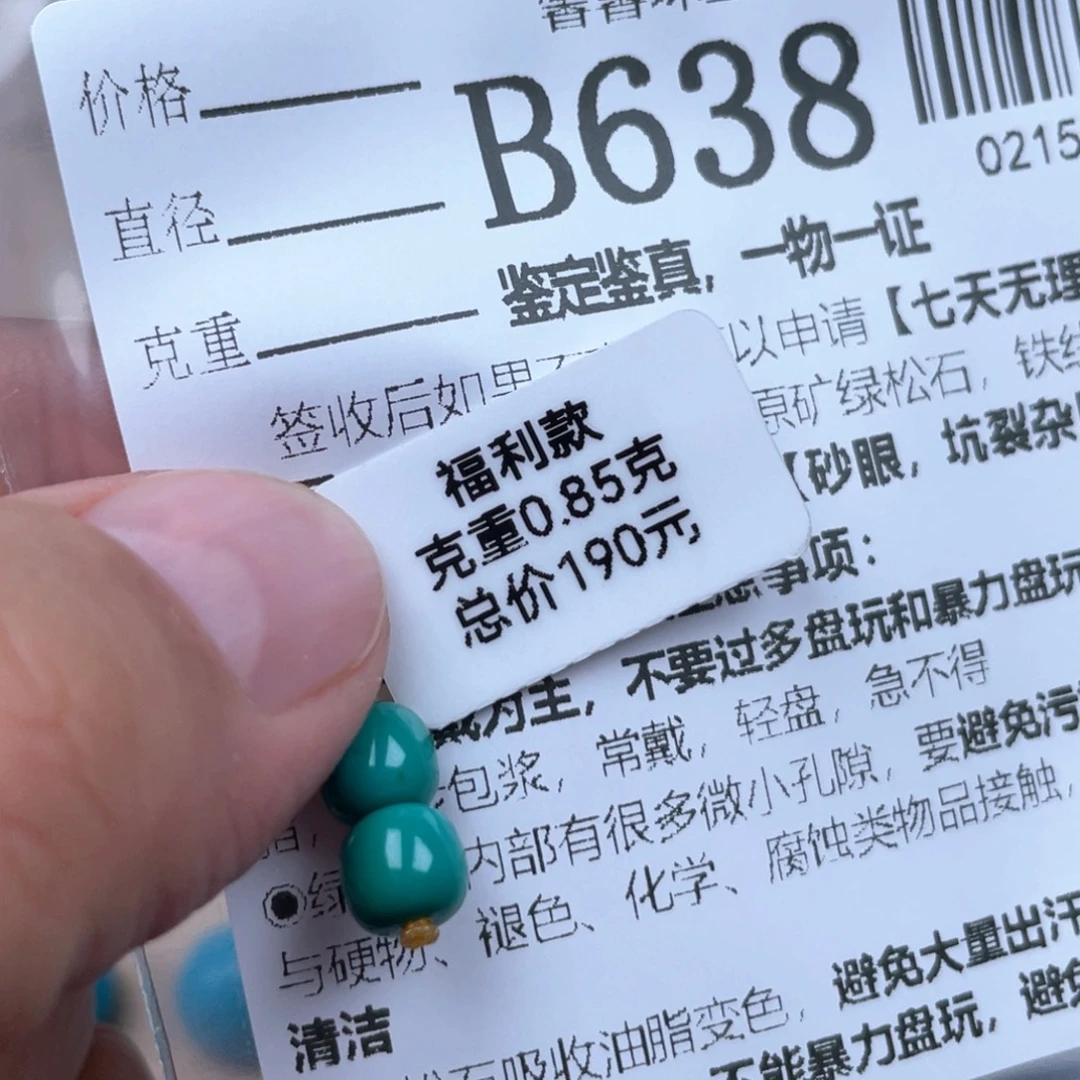 价格
B638
0215
直径
鉴定鉴真,一物一证
克重
以申请【七天无理
签收后如果
原矿绿松石,铁线
【砂眼,坑裂杂
福利款
克重0.85克
总价190元
事项:
不要过多盘玩和暴力盘玩
戴为主,
包浆,常戴,轻盘,急不得
内部有很多微小孔隙,要避免污
绿
与硬物、褪色、化学、腐蚀类物品接触,
清洁
吸收油脂变色,避免大量出汗
不能暴力盘玩,避免